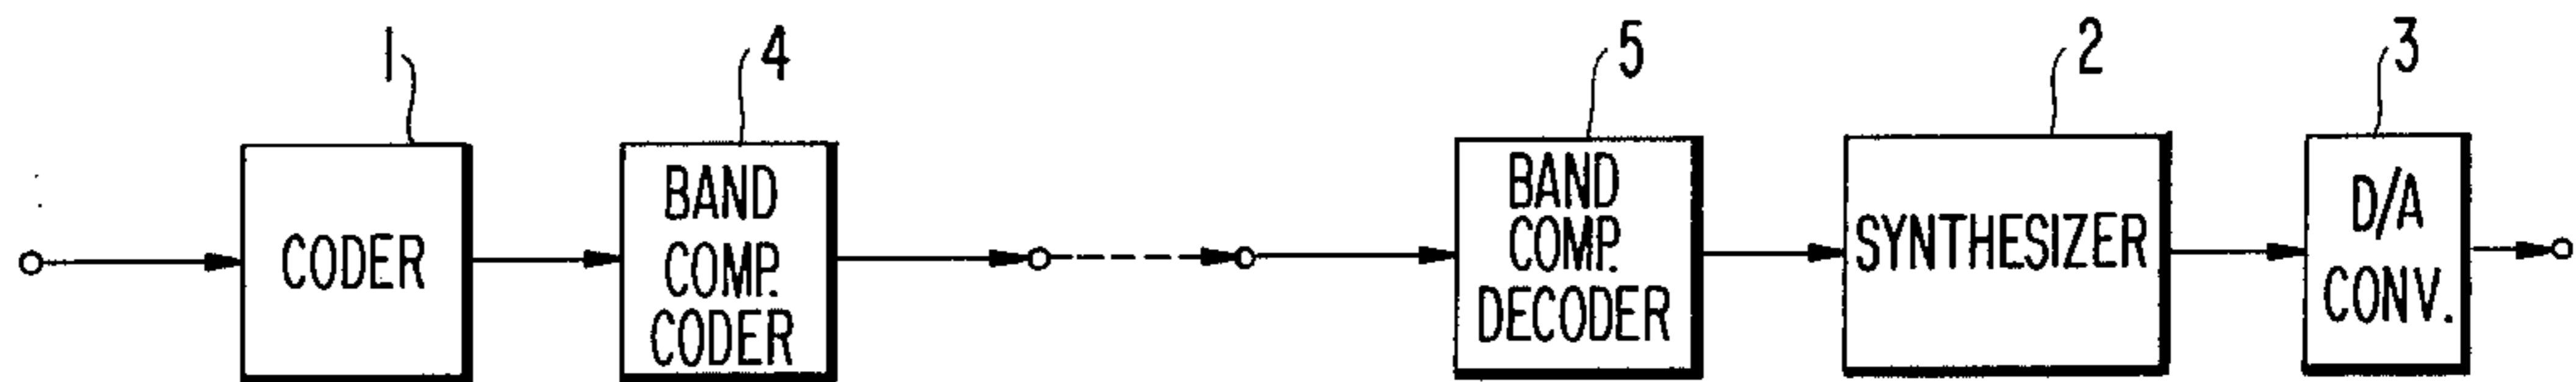 1
4
5
2
3
CODER
BAND
COMP.
CODER
BAND
COMP.
DECODER
SYNTHESIZER
D/A
CONV.